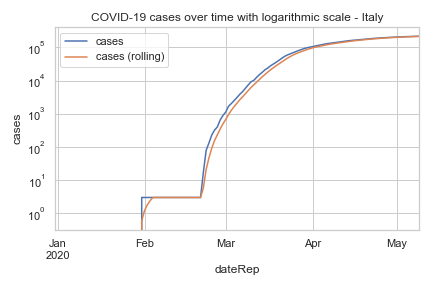 COVID-19 cases over time with logarithmic scale - Italy
cases
cases (rolling)
10^5
10^4
10^3
10^2
10^1
10^0
cases
Jan
2020
Feb
Mar
Apr
May
dateRep